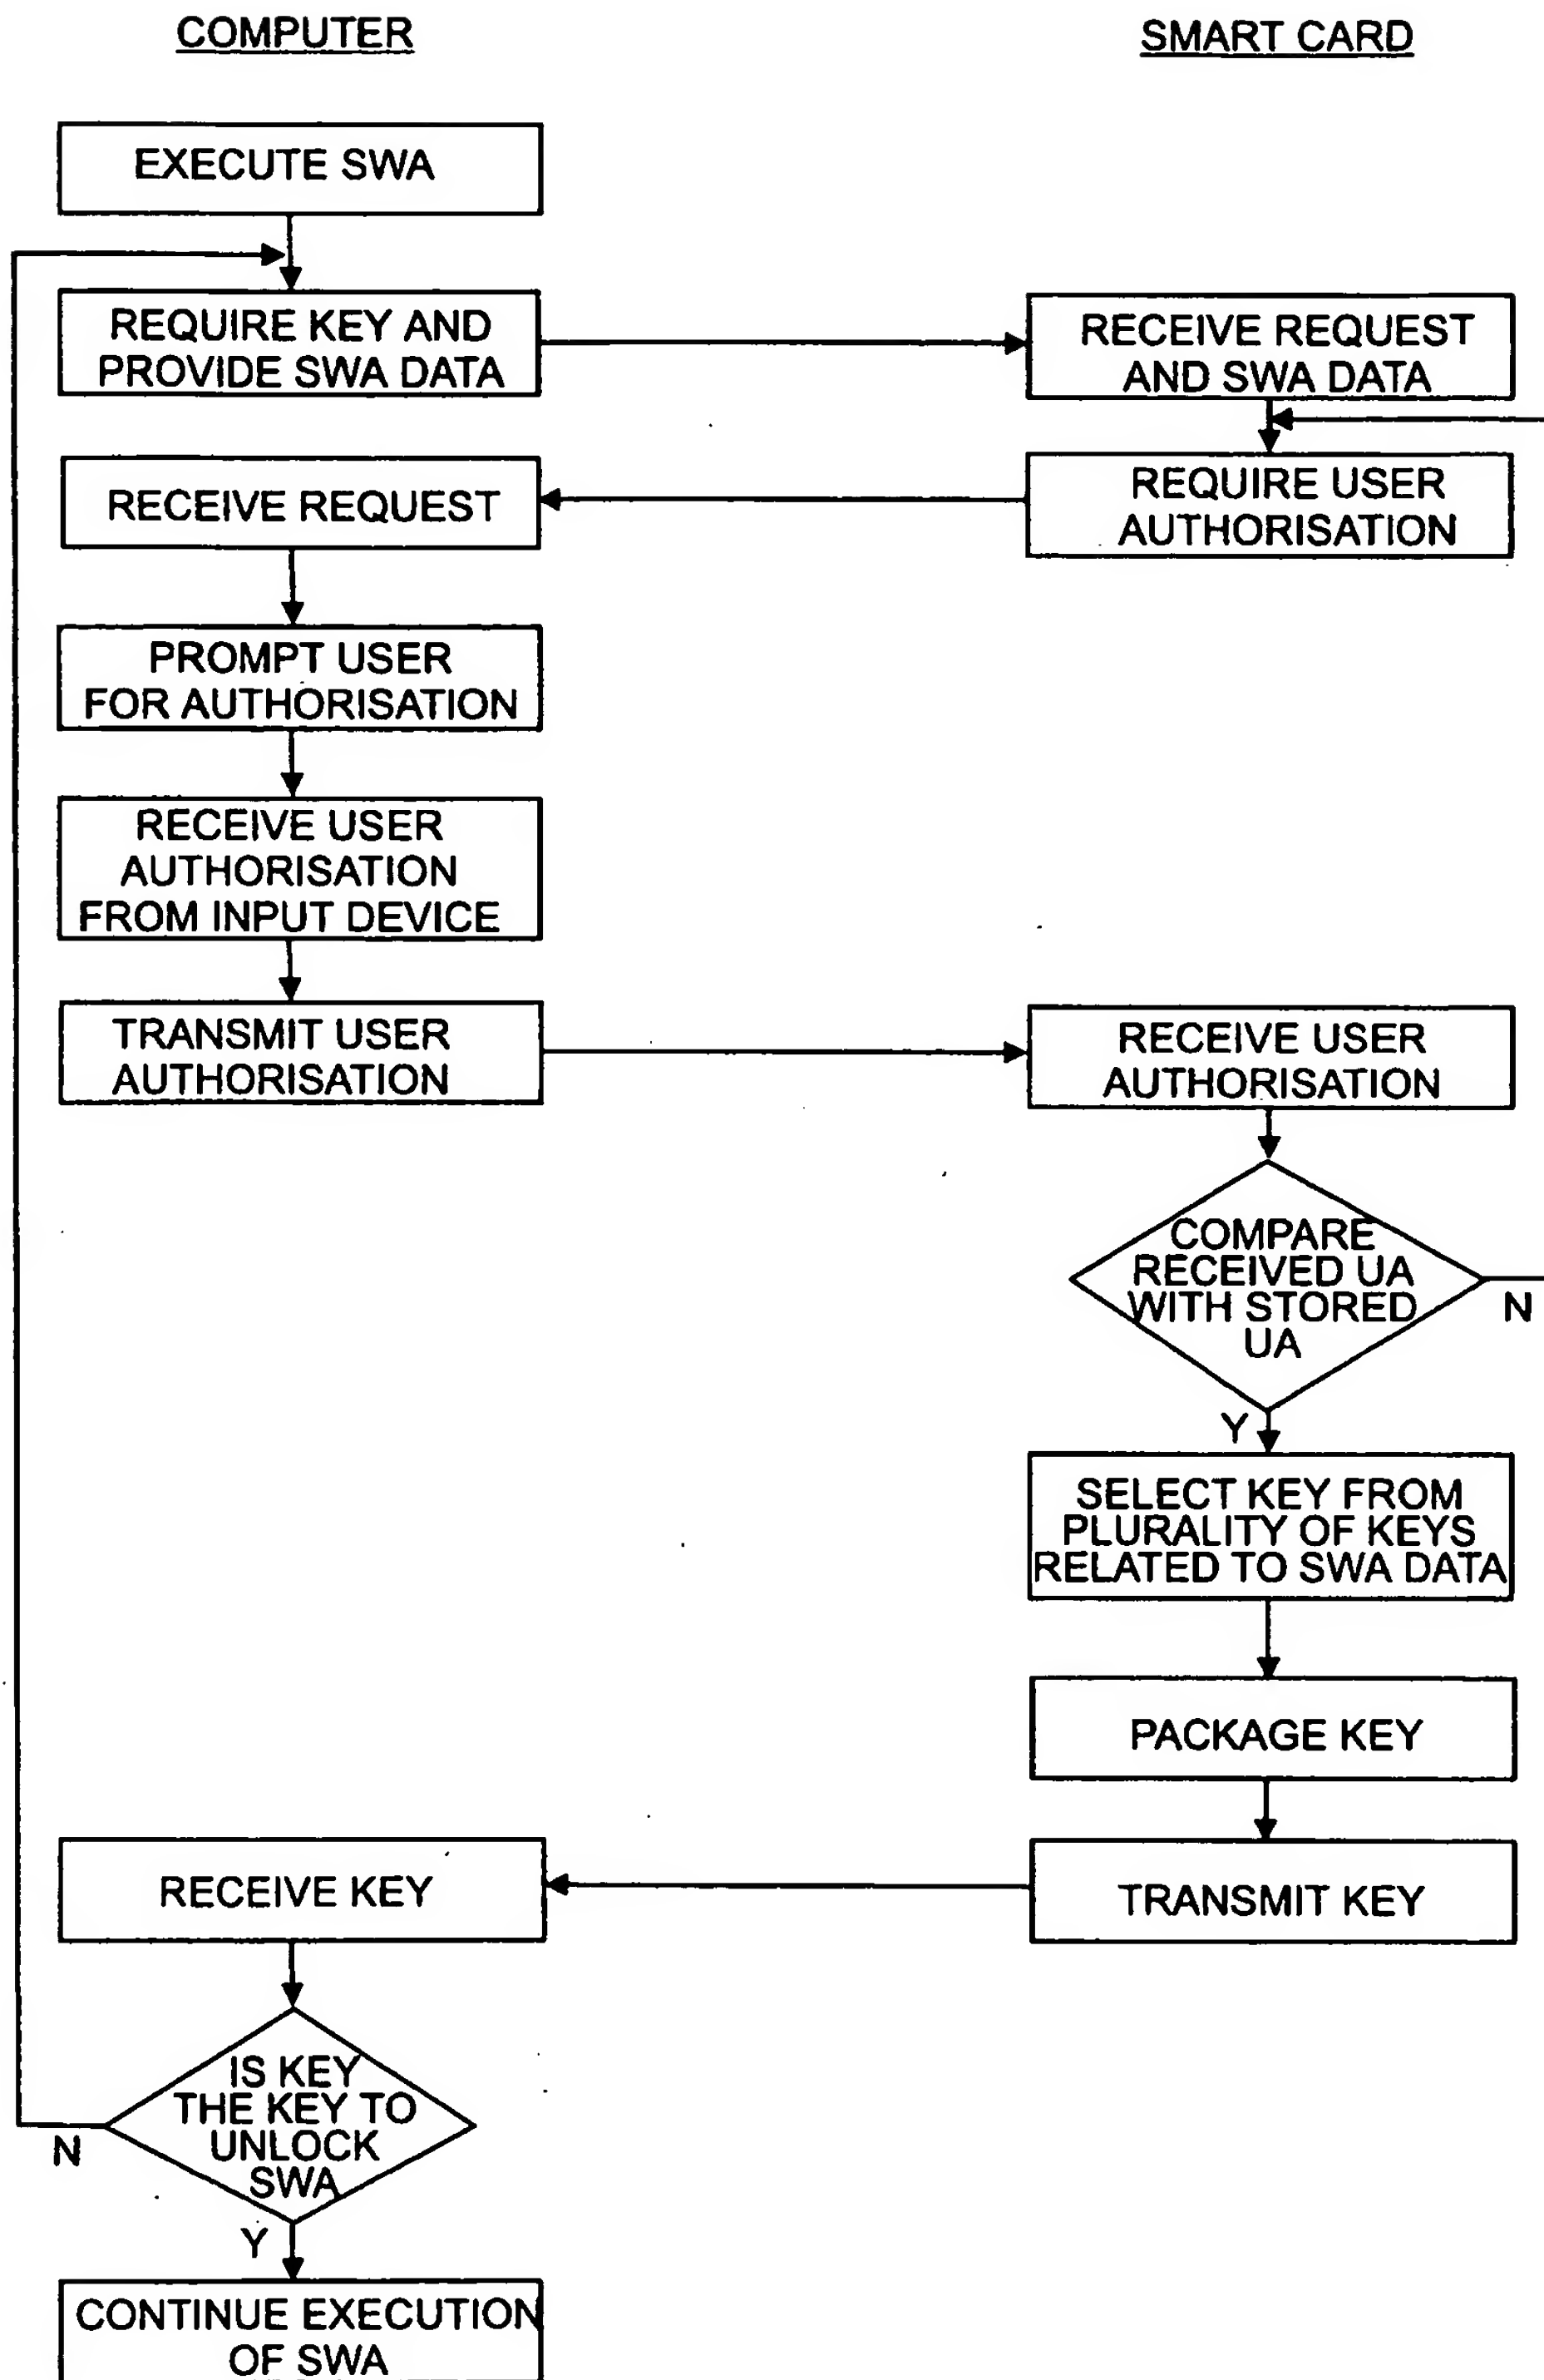 COMPUTER
SMART CARD
EXECUTE SWA
REQUIRE KEY AND
PROVIDE SWA DATA
RECEIVE REQUEST
AND SWA DATA
REQUIRE USER
AUTHORISATION
RECEIVE REQUEST
PROMPT USER
FOR AUTHORISATION
RECEIVE USER
AUTHORISATION
FROM INPUT DEVICE
TRANSMIT USER
AUTHORISATION
RECEIVE USER
AUTHORISATION
COMPARE
RECEIVED UA
WITH STORED
UA
N
Y
SELECT KEY FROM
PLURALITY OF KEYS
RELATED TO SWA DATA
PACKAGE KEY
TRANSMIT KEY
RECEIVE KEY
IS KEY
THE KEY TO
UNLOCK
SWA
N
Y
CONTINUE EXECUTION
OF SWA